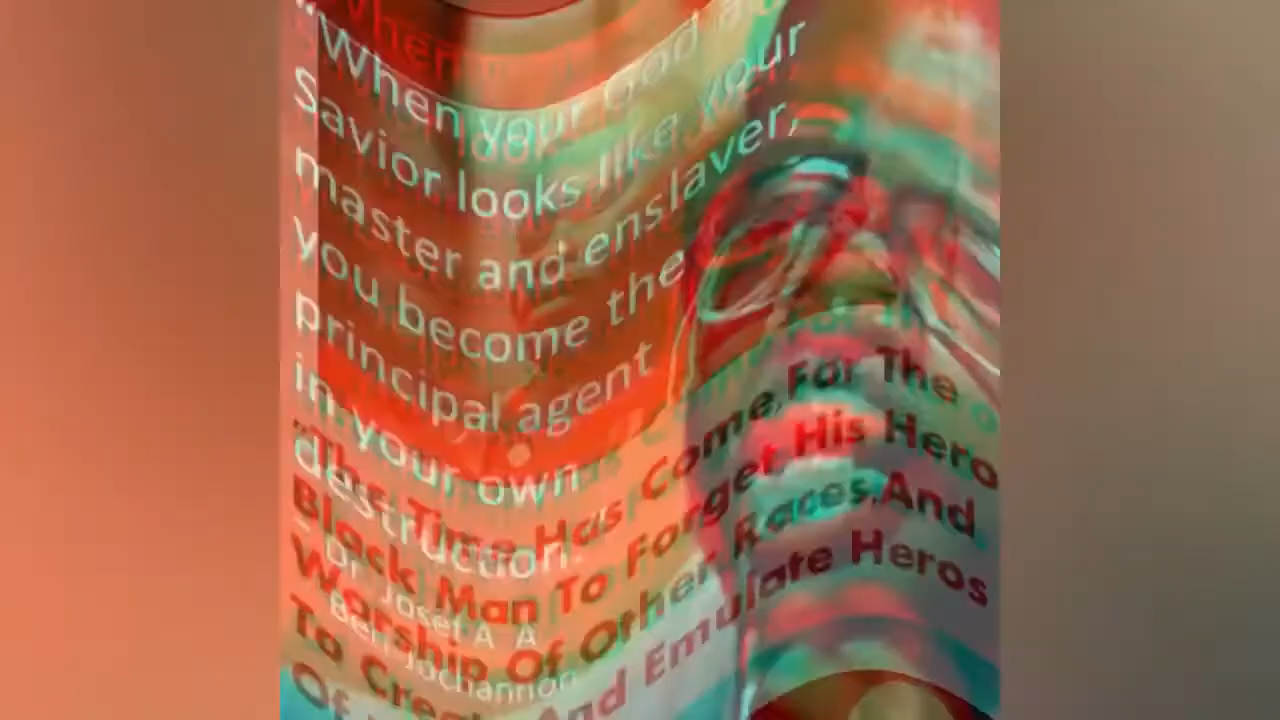 "When your God and
Savior looks like your
master and enslaver,
you become the
principal agent
in your own
destruction."
Dr. Josef A A
Ben Jochannon
"The Time Has Come For The
Black Man To Forget His Hero
Worship Of Other Races, And
To Create And Emulate Heros
Of